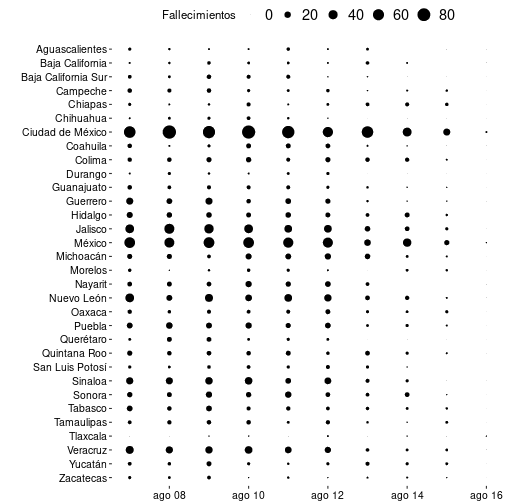 Fallecimientos 0 20 40 60 80
Aguascalientes
Baja California
Baja California Sur
Campeche
Chiapas
Chihuahua
Ciudad de México
Coahuila
Colima
Durango
Guanajuato
Guerrero
Hidalgo
Jalisco
México
Michoacán
Morelos
Nayarit
Nuevo León
Oaxaca
Puebla
Querétaro
Quintana Roo
San Luis Potosí
Sinaloa
Sonora
Tabasco
Tamaulipas
Tlaxcala
Veracruz
Yucatán
Zacatecas
ago 08 ago 10 ago 12 ago 14 ago 16